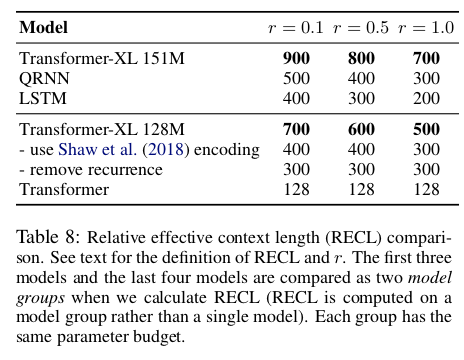 Model r = 0.1 r = 0.5 r = 1.0
Transformer-XL 151M 900 800 700
QRNN 500 400 300
LSTM 400 300 200
Transformer-XL 128M 700 600 500
- use Shaw et al. (2018) encoding 400 400 300
- remove recurrence 300 300 300
Transformer 128 128 128
Table 8: Relative effective context length (RECL) compari-
son. See text for the definition of RECL and r. The first three
models and the last four models are compared as two model
groups when we calculate RECL (RECL is computed on a
model group rather than a single model). Each group has the
same parameter budget.